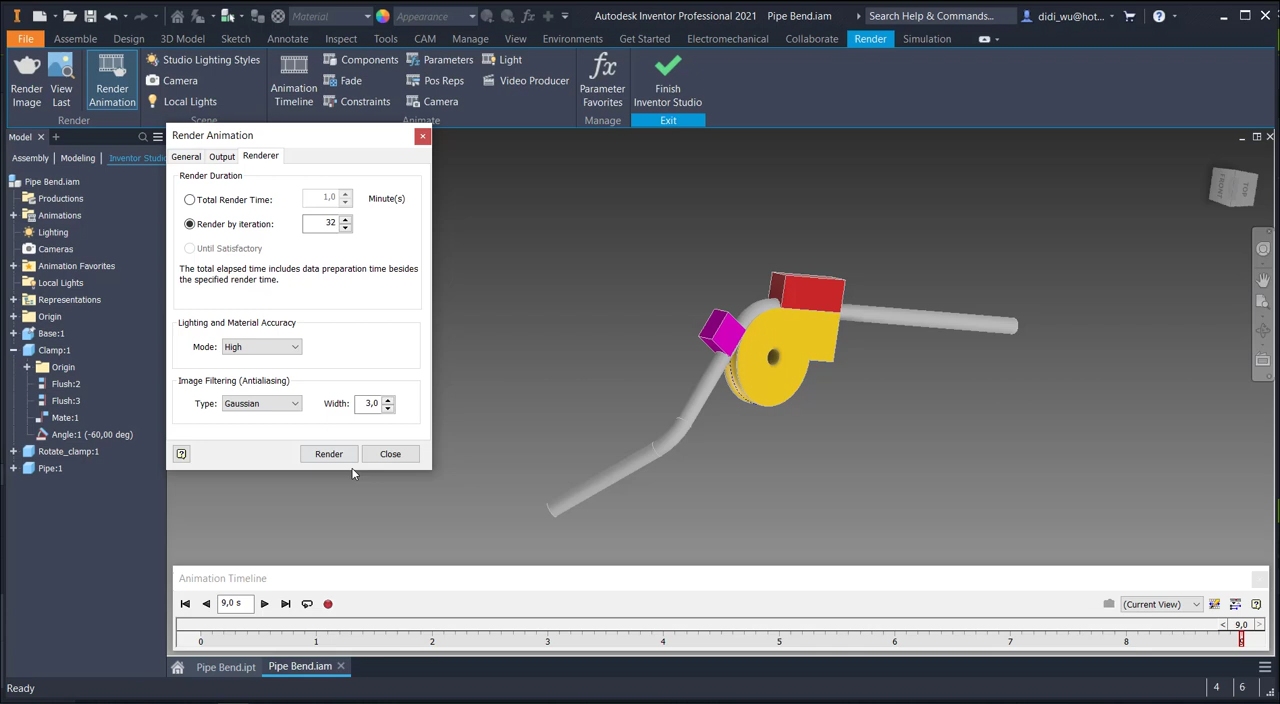 Material
Appearance
Autodesk Inventor Professional 2021 Pipe Bend.iam
Search Help & Commands...
didi_wu@hot...
File Assembly Design 3D Model Sketch Annotate Inspect Tools CAM Manage View Environments Get Started Electromechanical Collaborate Render Simulation
Render Image
View Last
Render Animation
Render
Studio Lighting Styles
Camera
Local Lights
Scene
Animation Timeline
Components
Fade
Constraints
Parameters
Pos Reps
Camera
Light
Video Producer
Animate
Parameter Favorites
Manage
Finish Inventor Studio
Exit
Model
Assembly Modeling Inventor Studi
Pipe Bend.iam
Productions
Animations
Lighting
Cameras
Animation Favorites
Local Lights
Representations
Origin
Base:1
Clamp:1
Origin
Flush:2
Flush:3
Mate:1
Angle:1 (-60,00 deg)
Rotate_clamp:1
Pipe:1
Render Animation
General Output Renderer
Render Duration
Total Render Time: 1,0 Minute(s)
Render by iteration: 32
Until Satisfactory
The total elapsed time includes data preparation time besides
the specified render time.
Lighting and Material Accuracy
Mode: High
Image Filtering (Antialiasing)
Type: Gaussian Width: 3,0
Render Close
FRONT TOP
Animation Timeline
9,0 s
(Current View)
< 9,0 >
0 1 2 3 4 5 6 7 8
Pipe Bend.ipt Pipe Bend.iam
Ready
4 6